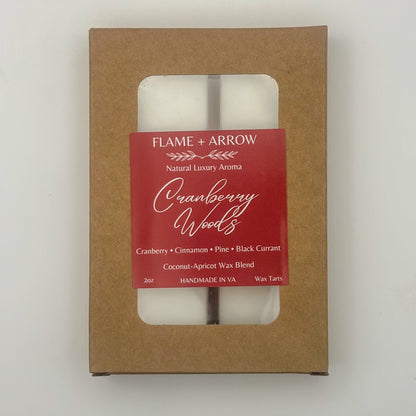 FLAME + ARROW
Natural Luxury Aroma
Cranberry
Woods
Cranberry • Cinnamon • Pine • Black Currant
Coconut-Apricot Wax Blend
2oz HANDMADE IN VA Wax Tarts